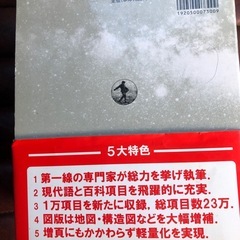 1920500071009
5大特色
1 第一線の専門家が総力を挙げ執筆.
2 現代語と百科項目を飛躍的に充実.
3 1万項目を新たに収録, 総項目数23万.
4 図版は地図・構造図などを大幅増補.
5 増頁にもかかわらず軽量化を実現.